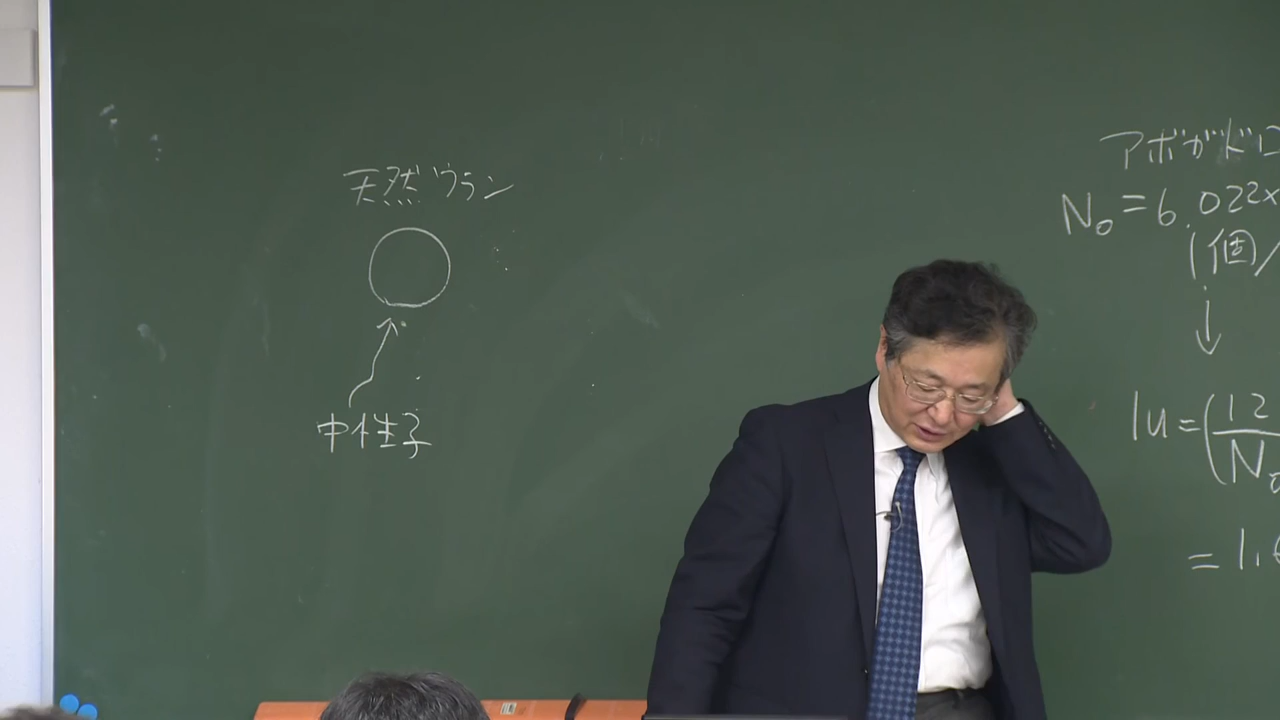 天然ウラン
中性子
アボガドロ
N₀=6.022×
(個/
↓
1u=(12/N₀
=1.6